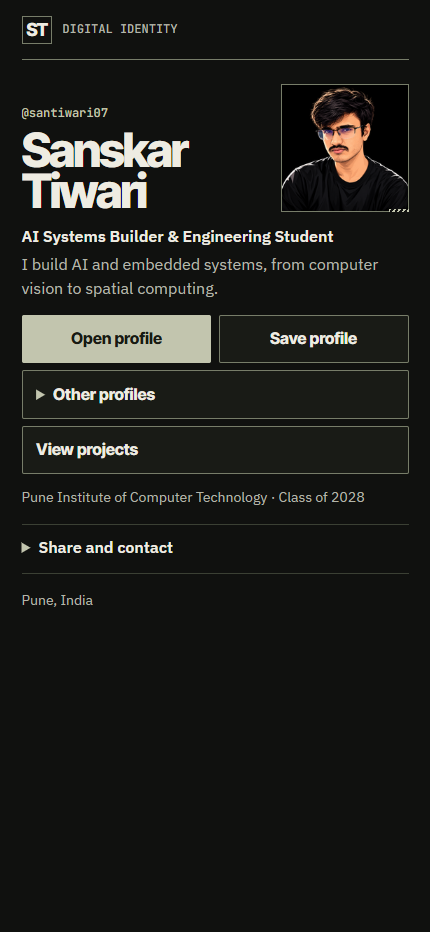 ST DIGITAL IDENTITY
@santiwari07
Sanskar
Tiwari
AI Systems Builder & Engineering Student
I build AI and embedded systems, from computer
vision to spatial computing.
Open profile
Save profile
Other profiles
View projects
Pune Institute of Computer Technology · Class of 2028
Share and contact
Pune, India